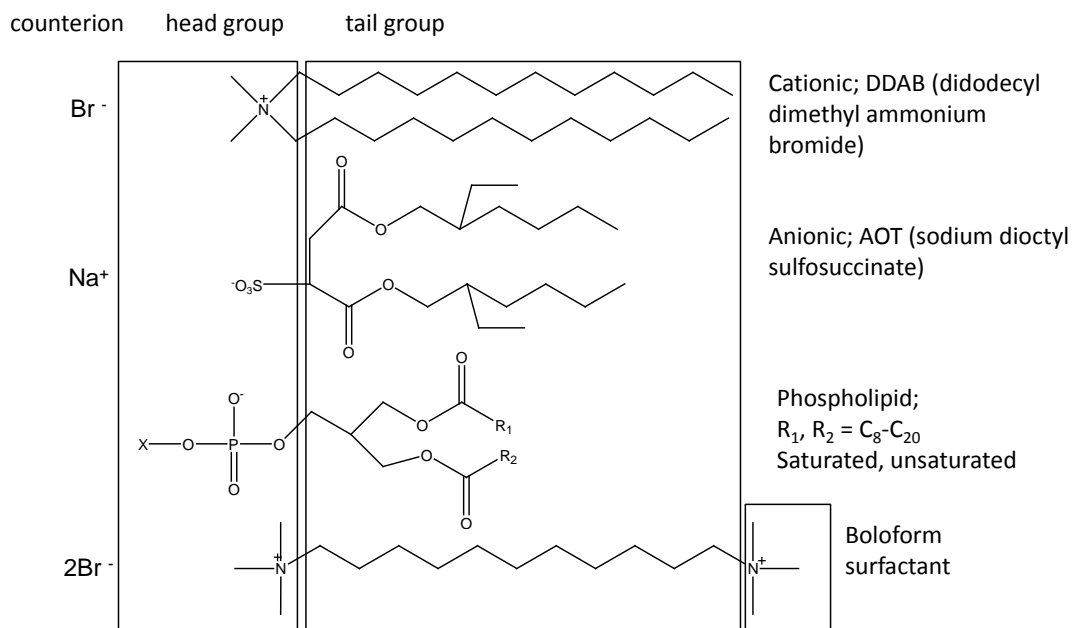 counterion head group tail group
Br -
N+
Cationic; DDAB (didodecyl
dimethyl ammonium
bromide)
O
O
Na+
-O3S
O
O
Anionic; AOT (sodium dioctyl
sulfosuccinate)
O
O-
O
R1
X O P O
R2
O
O
O
Phospholipid;
R1, R2 = C8-C20
Saturated, unsaturated
2Br -
N+
N+
Boloform
surfactant